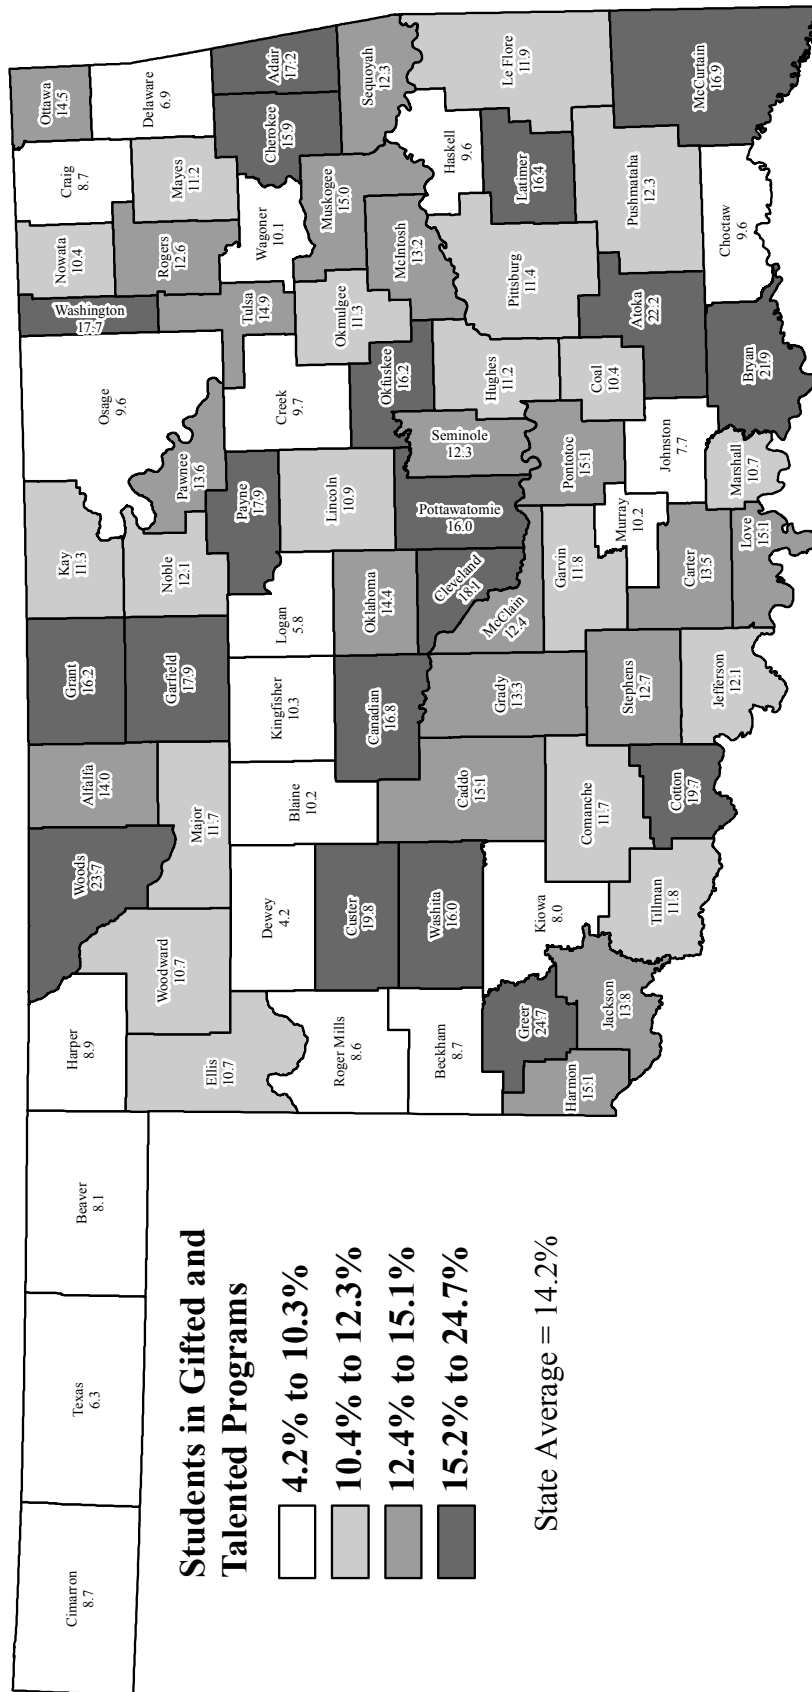 Cimarron
8.7
Texas
6.3
Beaver
8.1
Harper
8.9
Woods
23.7
Alfalfa
14.0
Grant
16.2
Kay
11.3
Osage
9.6
Washington
17.7
Nowata
10.4
Craig
8.7
Ottawa
14.5
Delaware
6.9
Ellis
10.7
Woodward
10.7
Major
11.7
Garfield
17.9
Noble
12.1
Pawnee
13.6
Rogers
12.6
Mayes
11.2
Payne
17.9
Tulsa
14.9
Wagoner
10.1
Cherokee
15.9
Adair
17.2
Roger Mills
8.6
Dewey
4.2
Blaine
10.2
Kingfisher
10.3
Logan
5.8
Lincoln
10.9
Creek
9.7
Okmulgee
11.3
Muskogee
15.0
Sequoyah
12.3
Custer
19.8
Canadian
16.8
Oklahoma
14.4
Okfuskee
16.2
McIntosh
13.2
Haskell
9.6
Beckham
8.7
Washita
16.0
Caddo
15.1
Grady
13.3
Cleveland
18.1
McClain
12.4
Pottawatomie
16.0
Seminole
12.3
Hughes
11.2
Pittsburg
11.4
Latimer
16.4
Le Flore
11.9
Greer
24.7
Kiowa
8.0
Harmon
15.1
Jackson
13.8
Comanche
11.7
Garvin
11.8
Pontotoc
15.1
Coal
10.4
Tillman
11.8
Cotton
19.7
Stephens
12.7
Murray
10.2
Johnston
7.7
Atoka
22.2
Pushmataha
12.3
McCurtain
16.9
Jefferson
12.1
Carter
13.5
Love
15.1
Marshall
10.7
Bryan
21.9
Choctaw
9.6
Students in Gifted and
Talented Programs
4.2% to 10.3%
10.4% to 12.3%
12.4% to 15.1%
15.2% to 24.7%
State Average = 14.2%